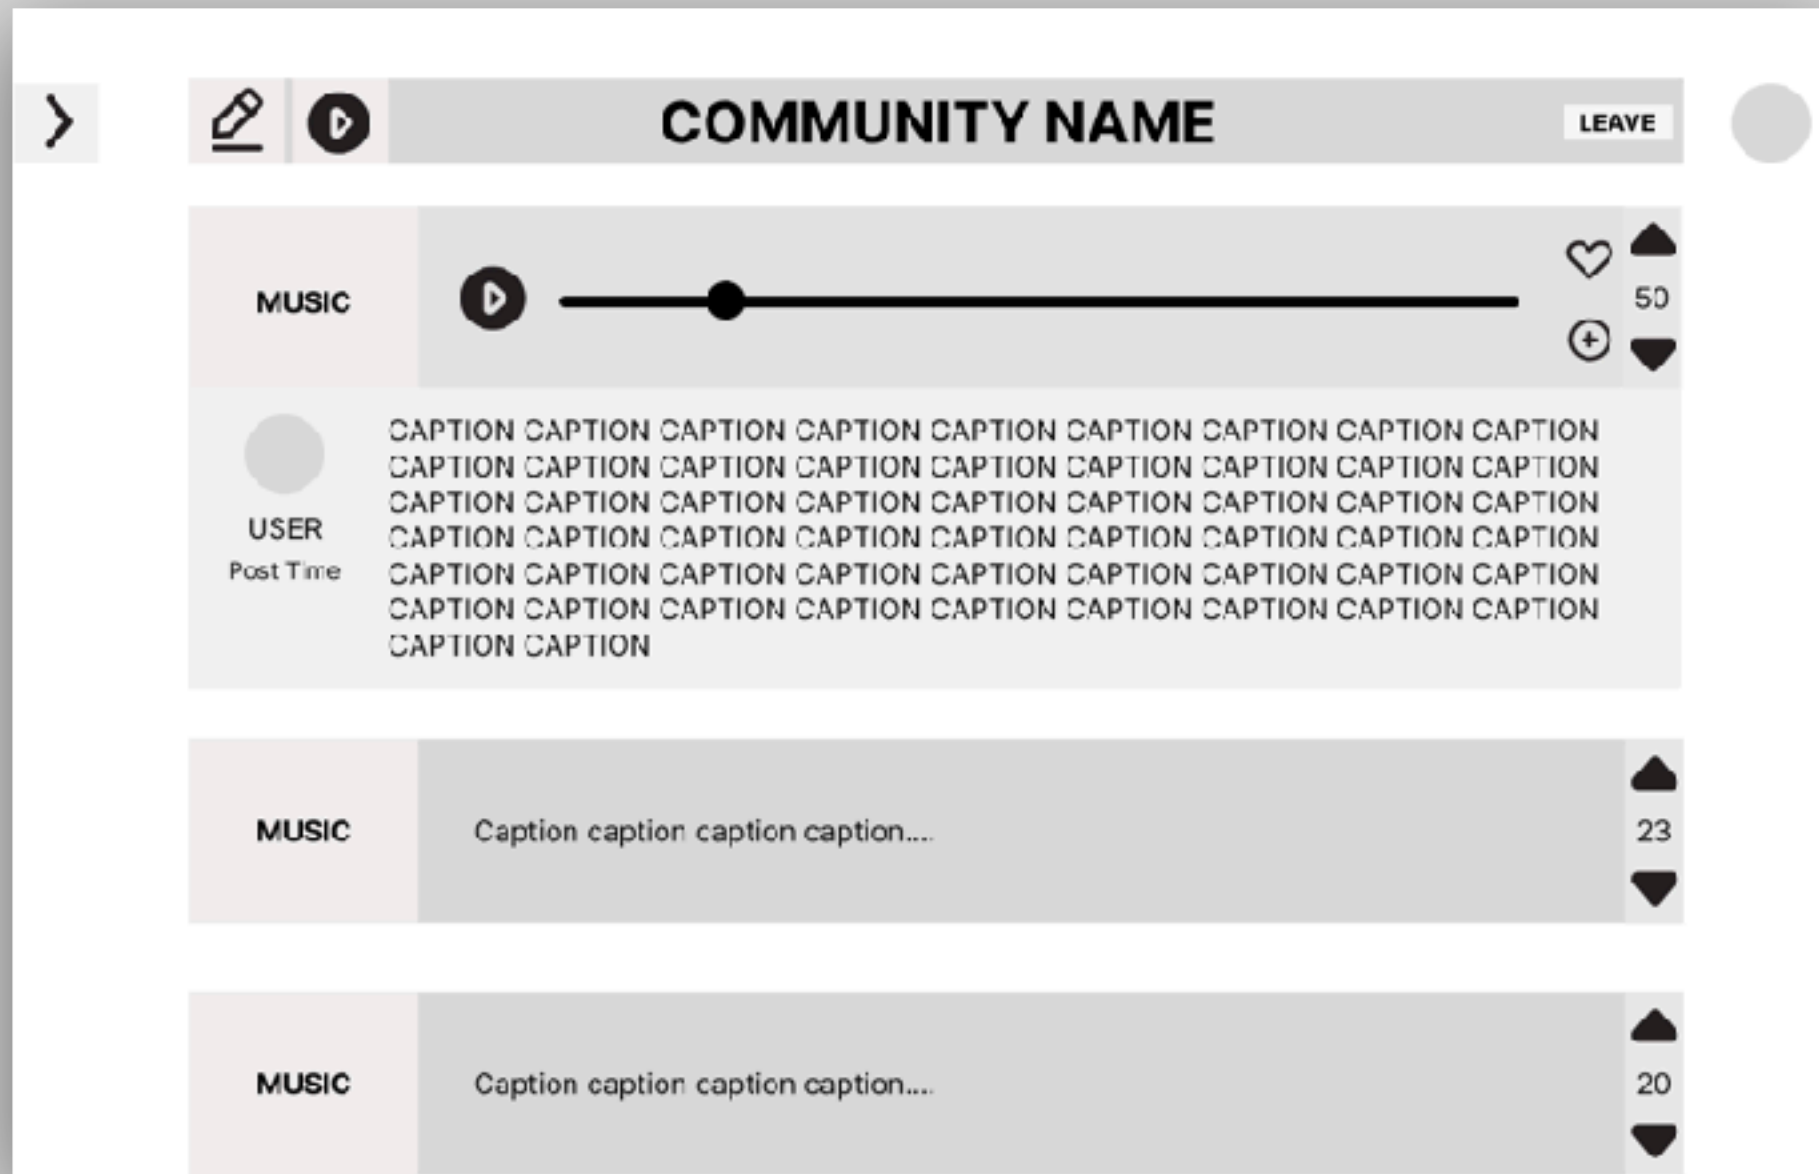 COMMUNITY NAME
LEAVE
MUSIC
50
USER
Post Time
CAPTION CAPTION CAPTION CAPTION CAPTION CAPTION CAPTION CAPTION CAPTION
CAPTION CAPTION CAPTION CAPTION CAPTION CAPTION CAPTION CAPTION CAPTION
CAPTION CAPTION CAPTION CAPTION CAPTION CAPTION CAPTION CAPTION CAPTION
CAPTION CAPTION CAPTION CAPTION CAPTION CAPTION CAPTION CAPTION CAPTION
CAPTION CAPTION CAPTION CAPTION CAPTION CAPTION CAPTION CAPTION CAPTION
CAPTION CAPTION CAPTION CAPTION CAPTION CAPTION CAPTION CAPTION CAPTION
CAPTION CAPTION
MUSIC
Caption caption caption caption....
23
MUSIC
Caption caption caption caption....
20